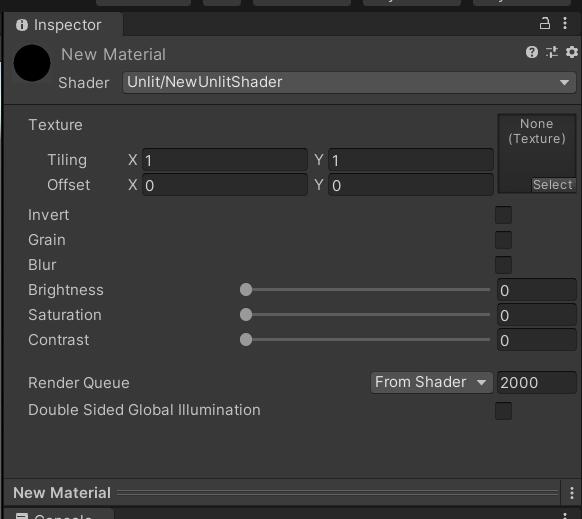 Inspector
New Material
Shader Unlit/NewUnlitShader
Texture
None
(Texture)
Tiling X 1 Y 1
Offset X 0 Y 0
Select
Invert
Grain
Blur
Brightness 0
Saturation 0
Contrast 0
Render Queue From Shader 2000
Double Sided Global Illumination
New Material
Console